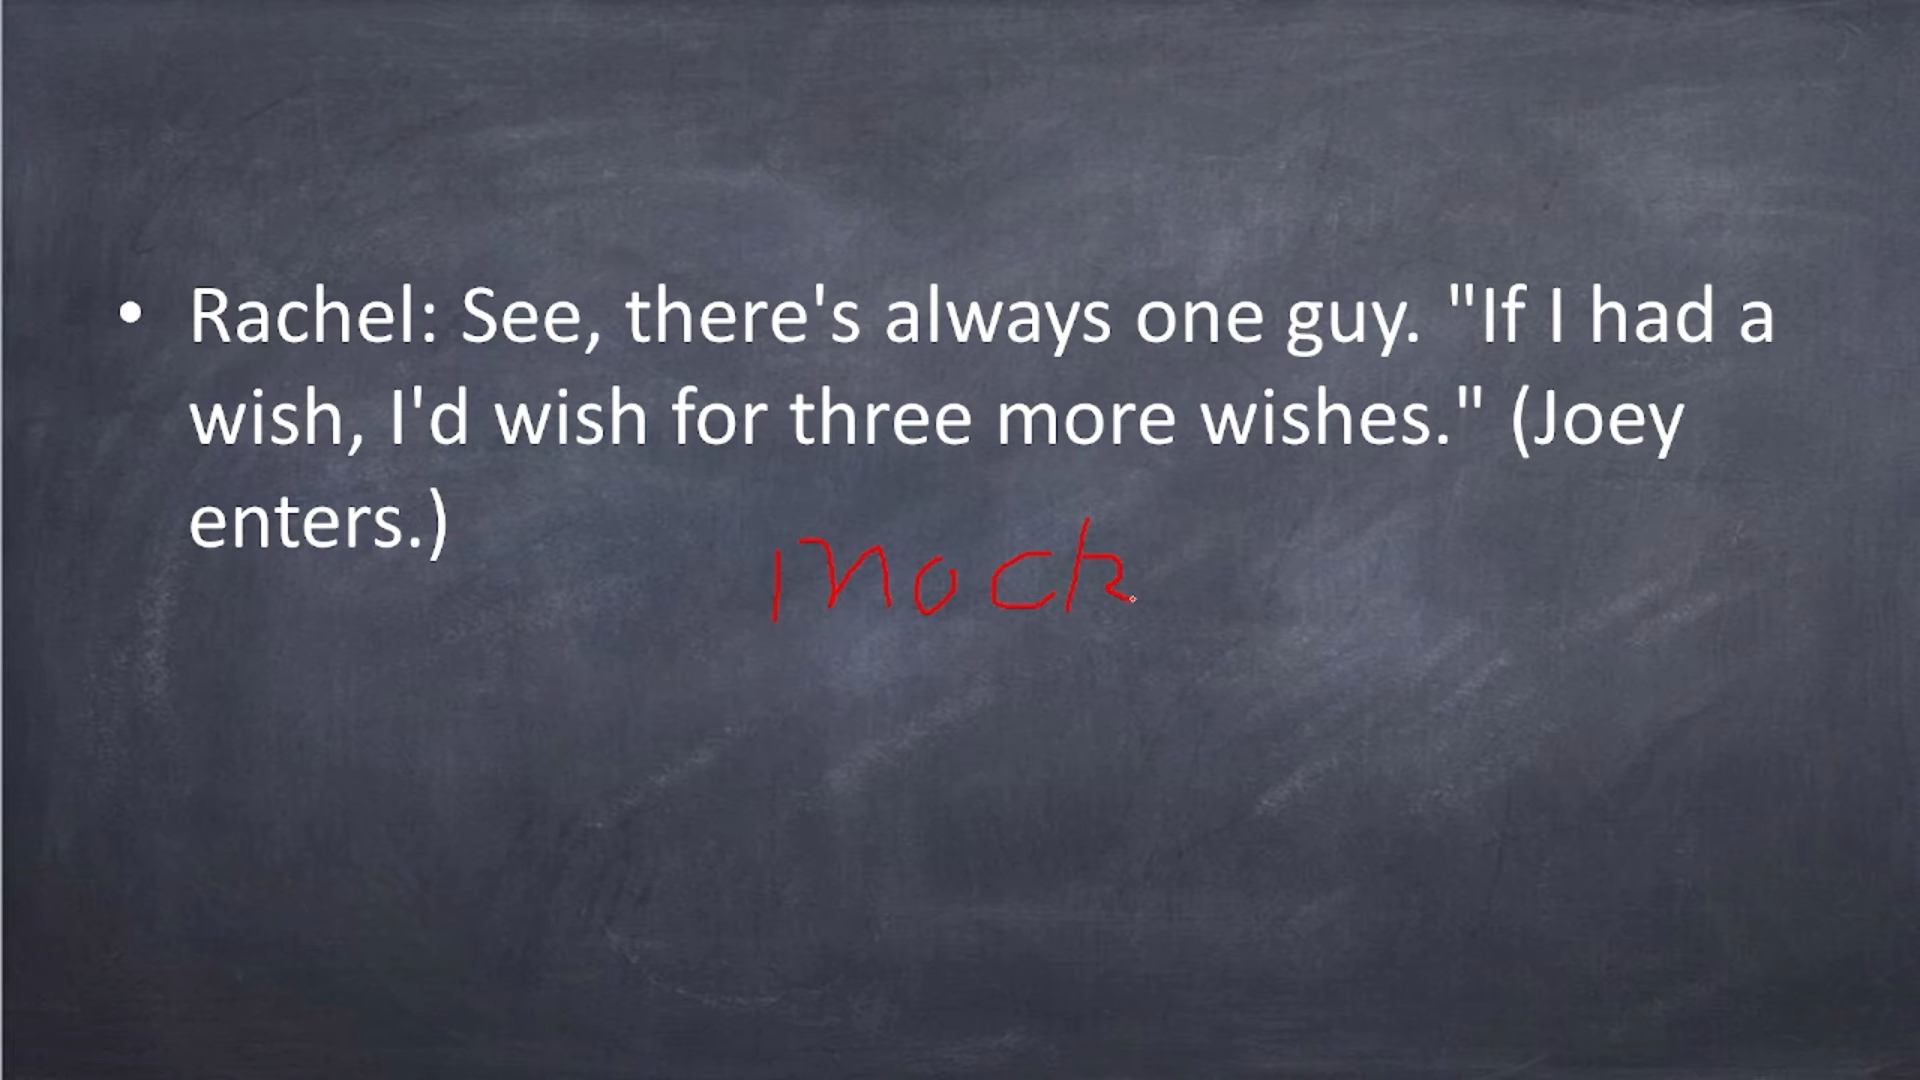 • Rachel: See, there's always one guy. "If I had a
wish, I'd wish for three more wishes." (Joey
enters.)
mock